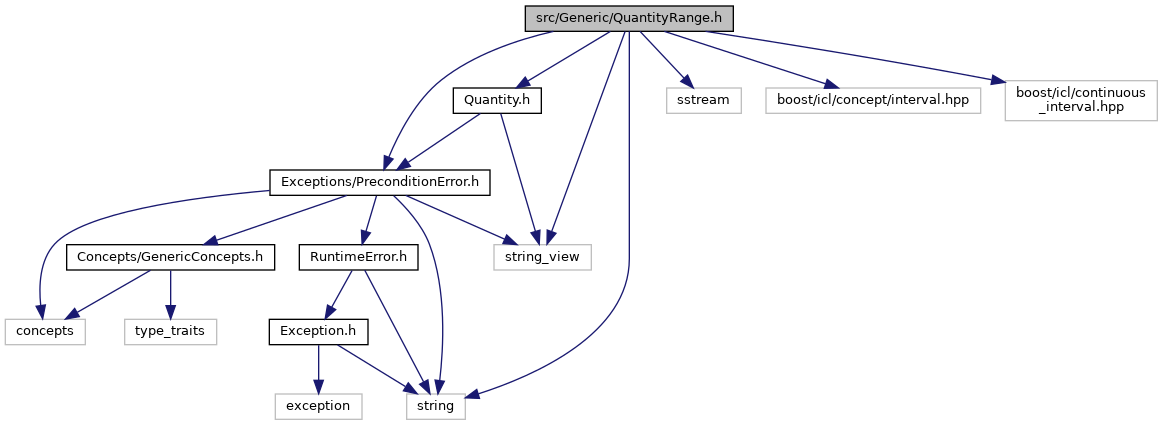 src/Generic/QuantityRange.h
Quantity.h
sstream
boost/icl/concept/interval.hpp
boost/icl/continuous
_interval.hpp
Exceptions/PreconditionError.h
Concepts/GenericConcepts.h
RuntimeError.h
string_view
concepts
type_traits
Exception.h
exception
string